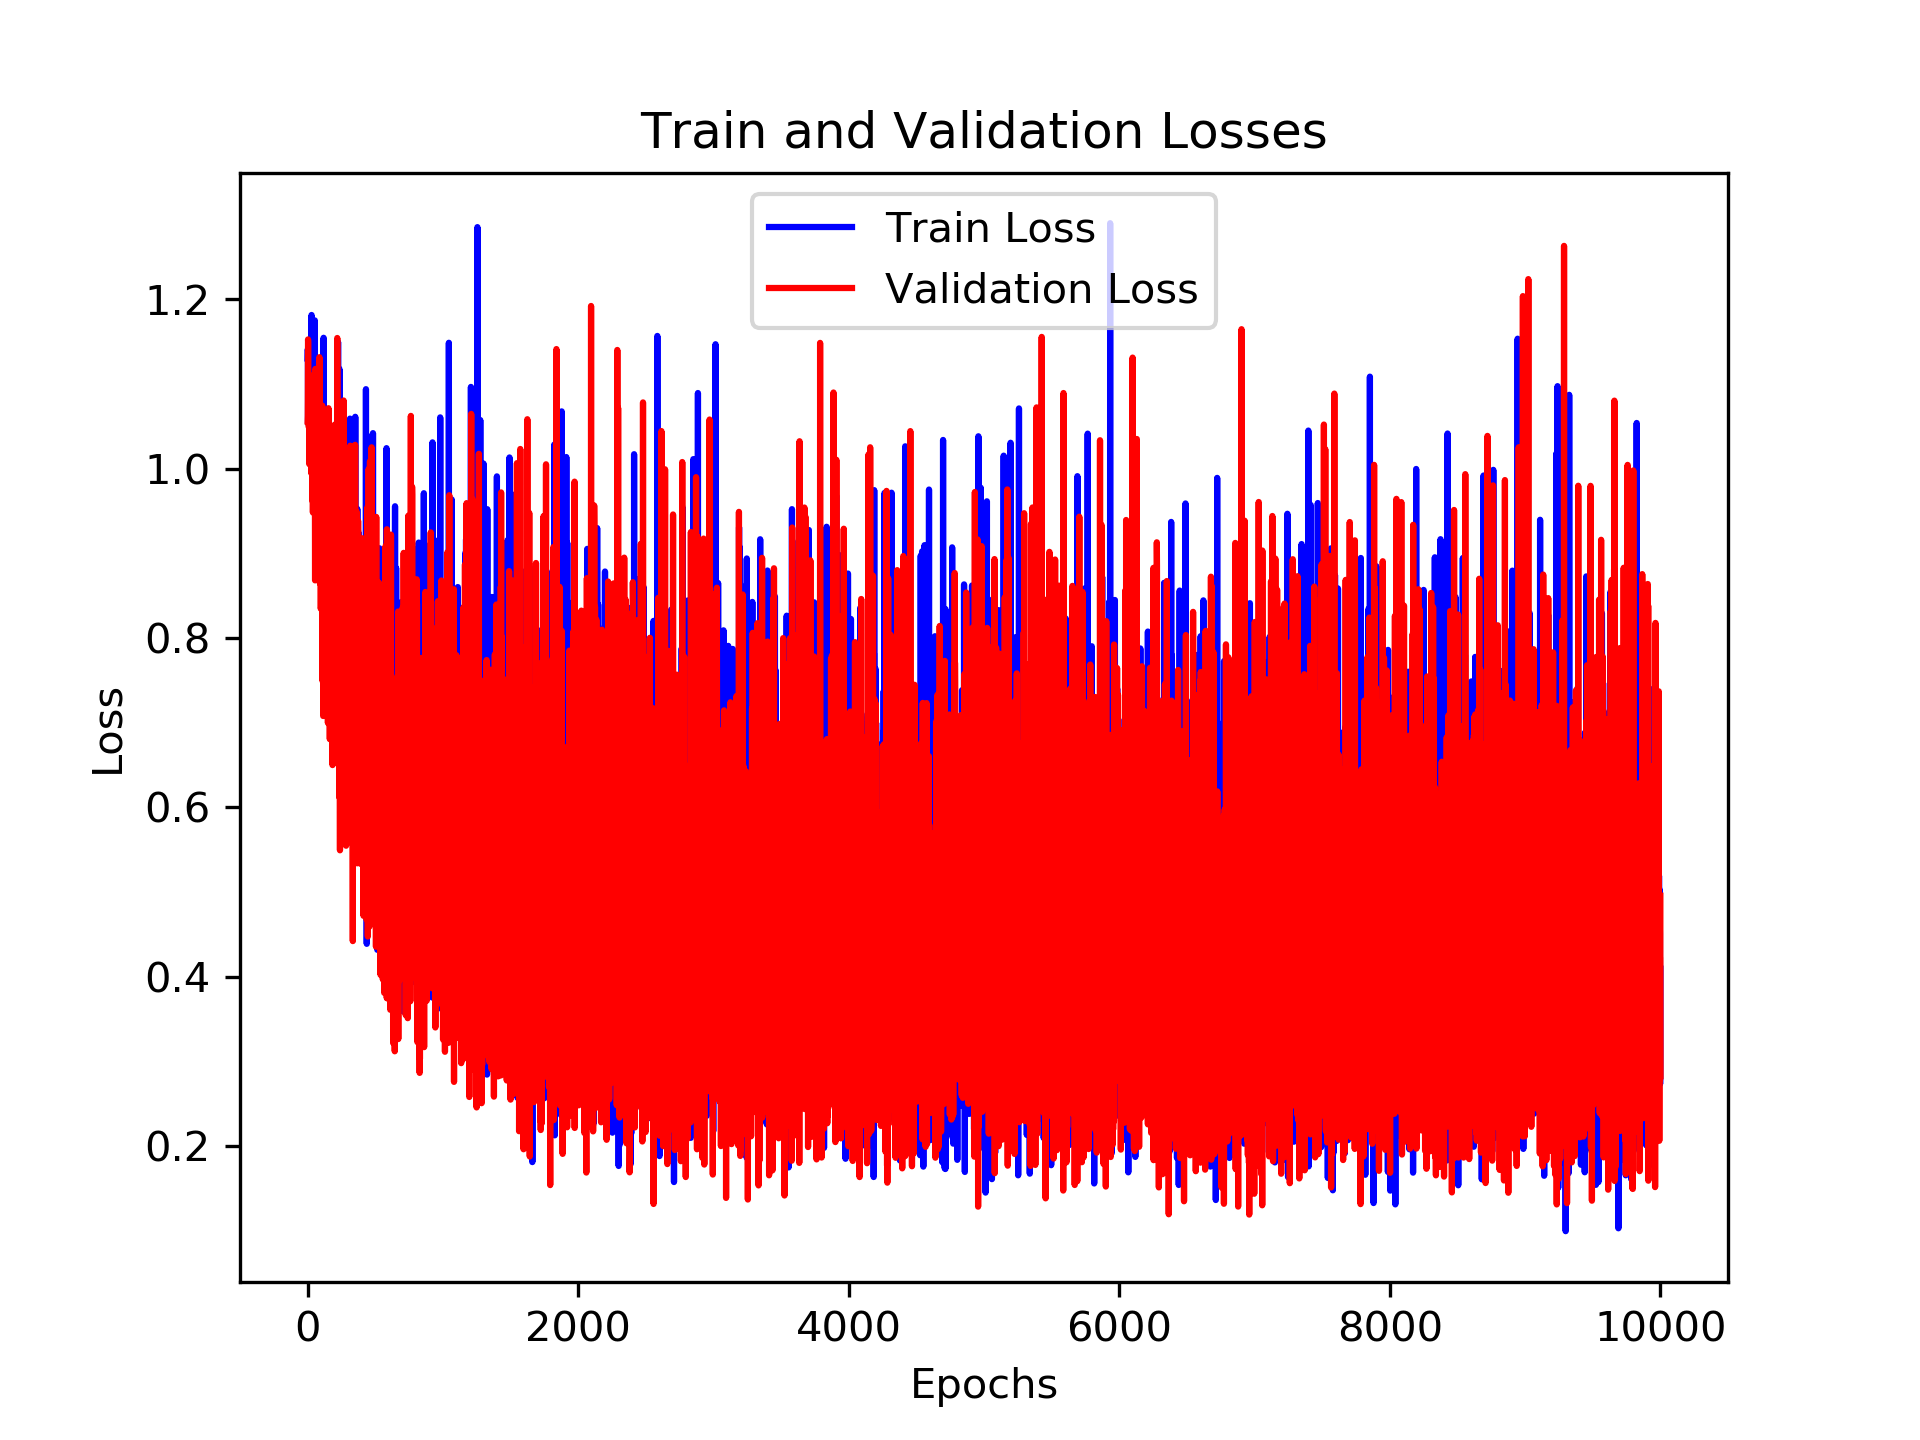 Train and Validation Losses
Train Loss
Validation Loss
1.2
1.0
0.8
0.6
0.4
0.2
Loss
0 2000 4000 6000 8000 10000
Epochs